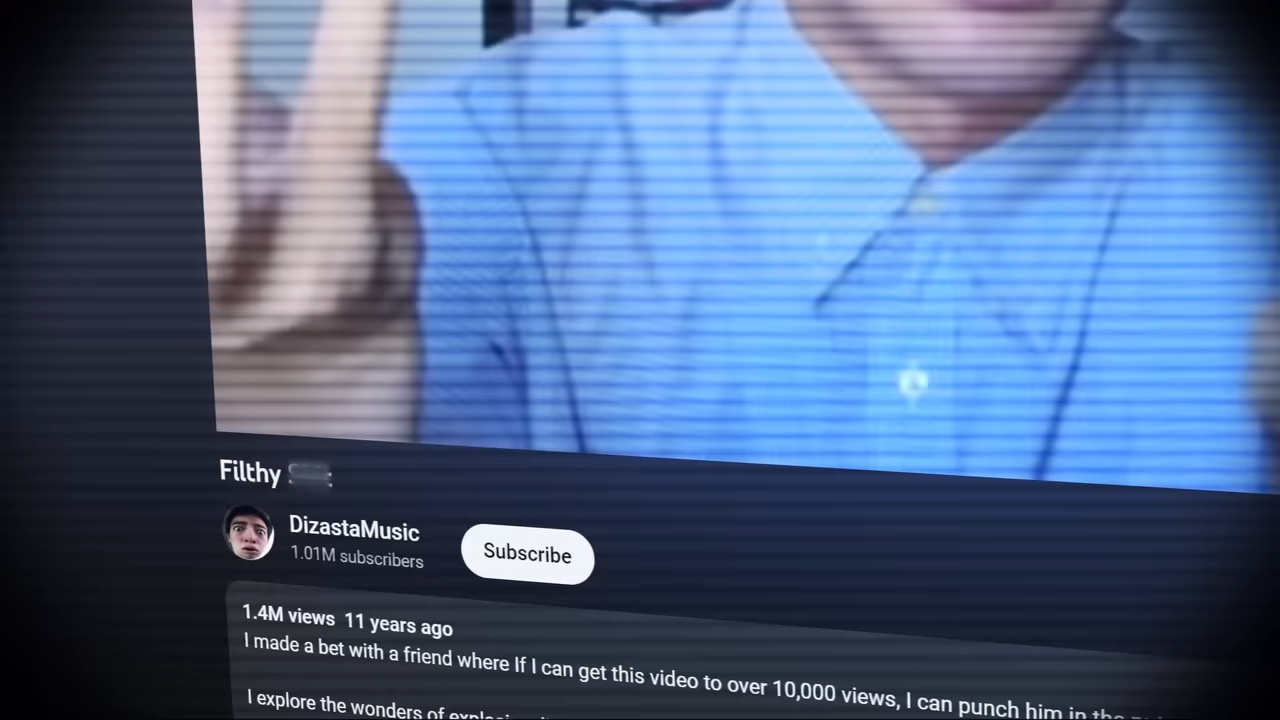 Filthy
DizastaMusic
1.01M subscribers
Subscribe
1.4M views 11 years ago
I made a bet with a friend where If I can get this video to over 10,000 views, I can punch him in the
I explore the wonders of